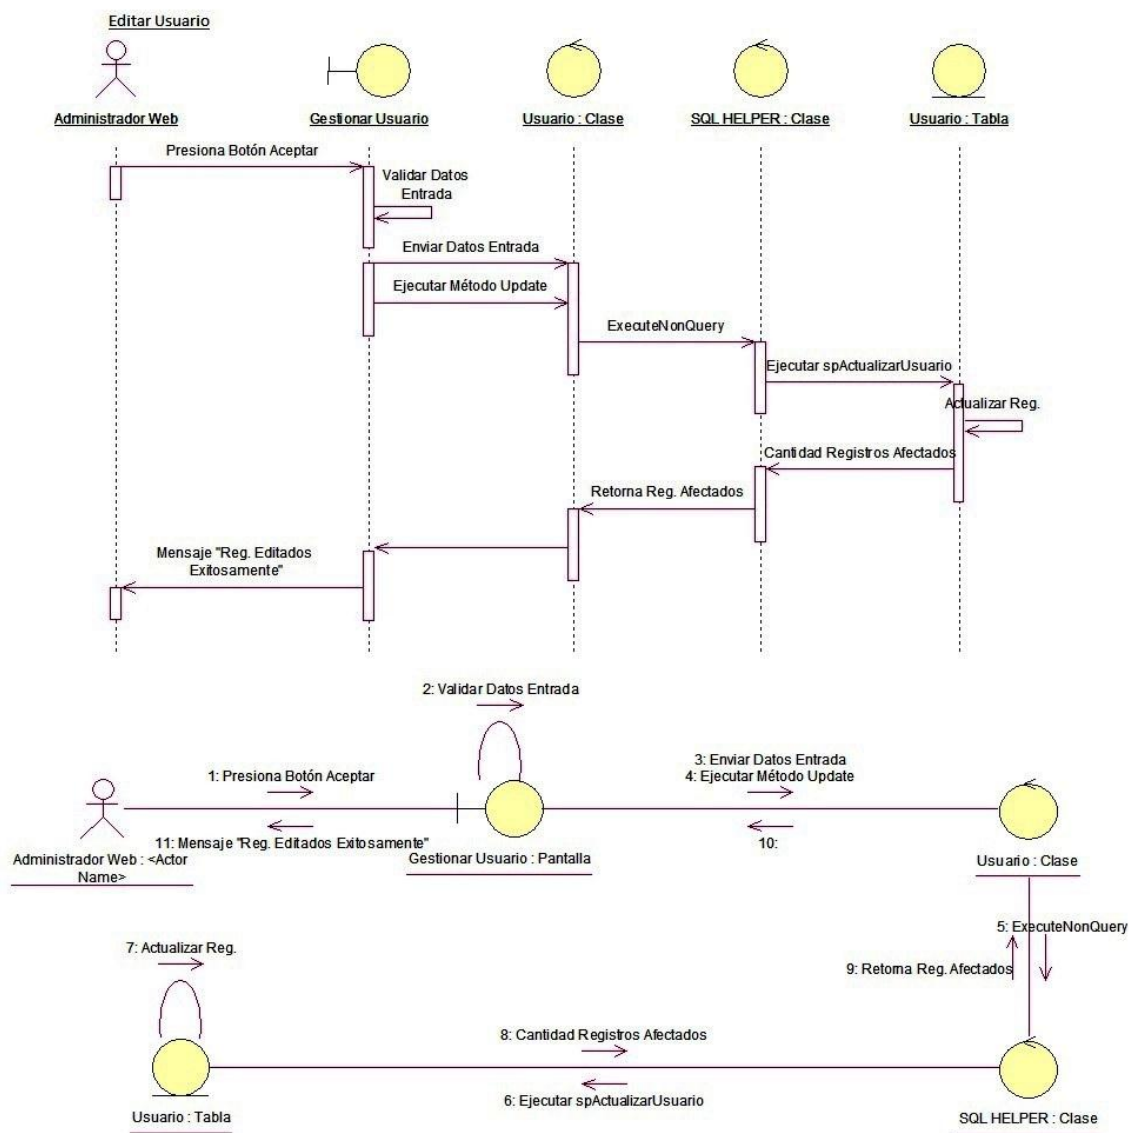 Editar Usuario
Administrador Web
Gestionar Usuario
Usuario : Clase
SQL HELPER : Clase
Usuario : Tabla
Presiona Botón Aceptar
Validar Datos
Entrada
Enviar Datos Entrada
Ejecutar Método Update
ExecuteNonQuery
Ejecutar spActualizarUsuario
Actualizar Reg.
Cantidad Registros Afectados
Retorna Reg. Afectados
Mensaje "Reg. Editados
Exitosamente"
2: Validar Datos Entrada
1: Presiona Botón Aceptar
3: Enviar Datos Entrada
4: Ejecutar Método Update
11: Mensaje "Reg. Editados Exitosamente"
10:
Administrador Web : <Actor
Name>
Gestionar Usuario : Pantalla
Usuario : Clase
5: ExecuteNonQuery
7: Actualizar Reg.
9: Retorna Reg. Afectados
8: Cantidad Registros Afectados
6: Ejecutar spActualizarUsuario
Usuario : Tabla
SQL HELPER : Clase